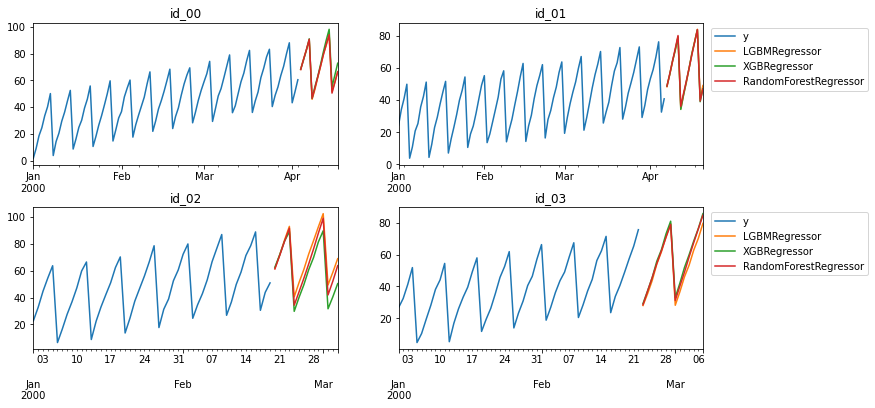 id_00
100
80
60
40
20
0
Jan
2000
Feb
Mar
Apr
id_01
80
60
40
20
0
Jan
2000
Feb
Mar
Apr
y
LGBMRegressor
XGBRegressor
RandomForestRegressor
id_02
100
80
60
40
20
03 10 17 24 31 07 14 21 28
Jan
2000
Feb
Mar
id_03
80
60
40
20
03 10 17 24 31 07 14 21 28 06
Jan
2000
Feb
Mar
y
LGBMRegressor
XGBRegressor
RandomForestRegressor